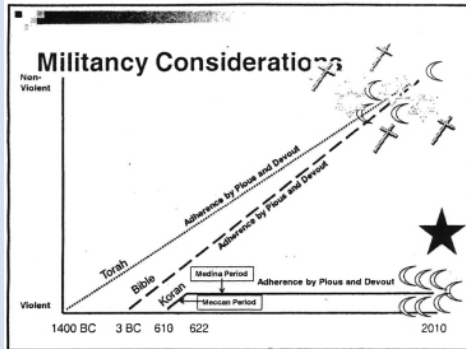 Militancy Considerations
Non-
Violent
Adherence by Pious and Devout
Adherence by Pious and Devout
Torah
Bible
Koran
Medina Period
Adherence by Pious and Devout
Meccan Period
Violent
1400 BC 3 BC 610 622 2010